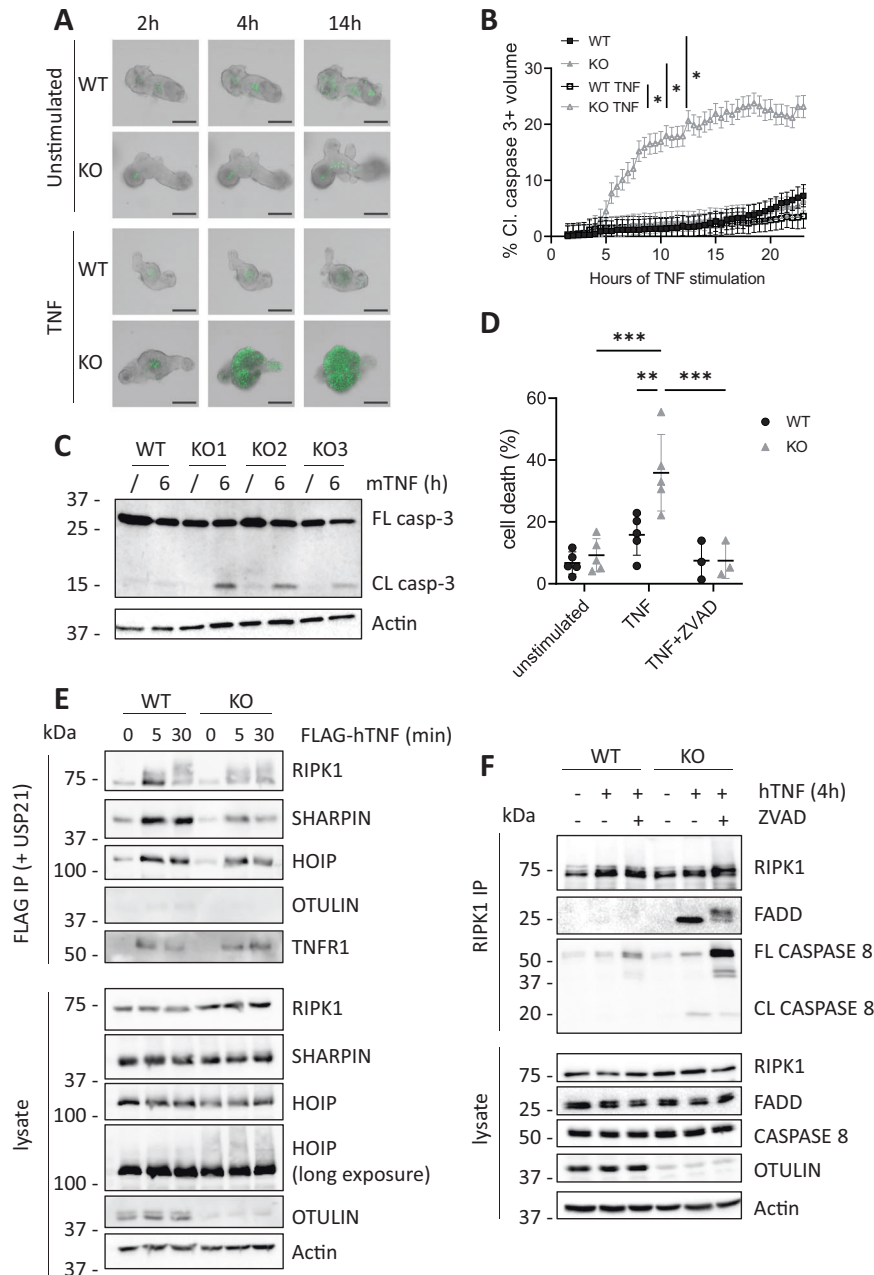 A
2h 4h 14h
Unstimulated
WT
KO
TNF
WT
KO
B
WT
KO
WT TNF
KO TNF
* * *
% Cl. caspase 3+ volume
30
20
10
0
0 5 10 15 20
Hours of TNF stimulation
C
WT KO1 KO2 KO3
/ 6 / 6 / 6 / 6 mTNF (h)
37 -
25 - FL casp-3
15 - CL casp-3
37 - Actin
D
***
** ***
cell death (%)
60
40
20
0
unstimulated
TNF
TNF+ZVAD
WT
KO
E
WT KO
kDa 0 5 30 0 5 30 FLAG-hTNF (min)
FLAG IP (+ USP21)
75 - RIPK1
SHARPIN
37 -
100 - HOIP
OTULIN
37 -
50 - TNFR1
lysate
75 - RIPK1
SHARPIN
37 -
100 - HOIP
HOIP
(long exposure)
100 -
OTULIN
37 -
Actin
37 -
F
WT KO
- + + - + + hTNF (4h)
kDa - - + - - + ZVAD
RIPK1 IP
75 - RIPK1
25 - FADD
50 - FL CASPASE 8
37 -
20 - CL CASPASE 8
lysate
75 - RIPK1
25 - FADD
50 - CASPASE 8
37 - OTULIN
37 - Actin